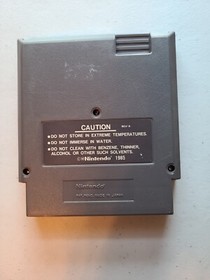 CAUTION
●DO NOT STORE IN EXTREME TEMPERATURES.
●DO NOT IMMERSE IN WATER.
●DO NOT CLEAN WITH BENZENE, THINNER,
ALCOHOL OR OTHER SUCH SOLVENTS.
©Nintendo 1985
Nintendo